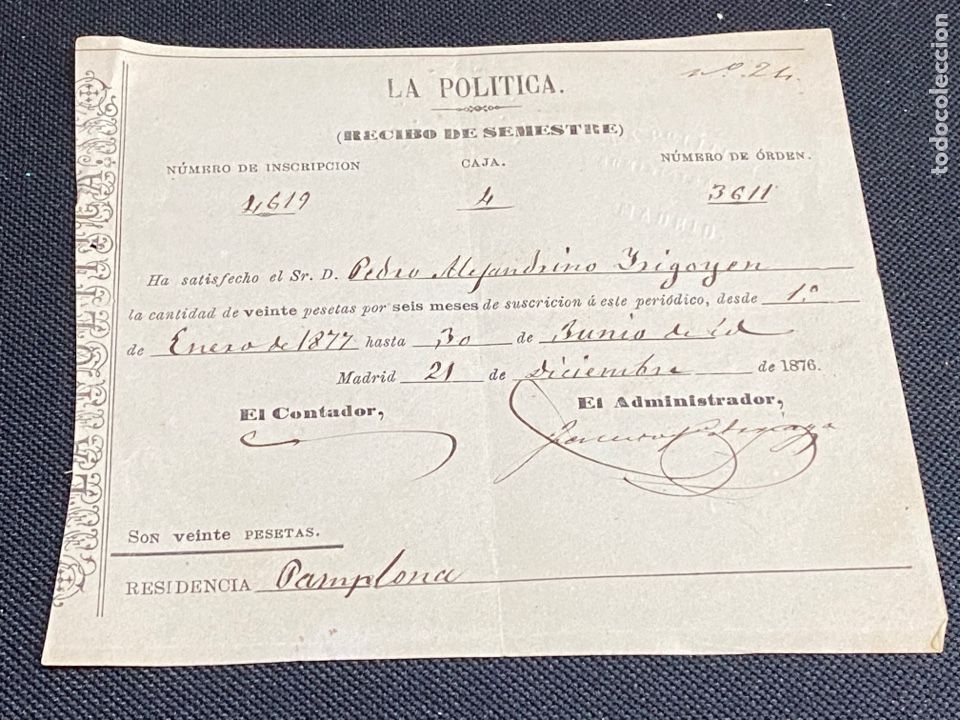 nº. 24.
LA POLITICA.
(RECIBO DE SEMESTRE)
NÚMERO DE INSCRIPCION CAJA. NÚMERO DE ÓRDEN.
4619 4 3611
Ha satisfecho el Sr. D. Pedro Alejandrino Irigoyen
la cantidad de veinte pesetas por seis meses de suscricion á este periódico, desde 1.º
de Enero de 1877 hasta 30 de Junio de id
Madrid 21 de Diciembre de 1876.
El Contador, El Administrador,
SON veinte PESETAS.
RESIDENCIA Pamplona
LA POLITICA.
todocoleccion